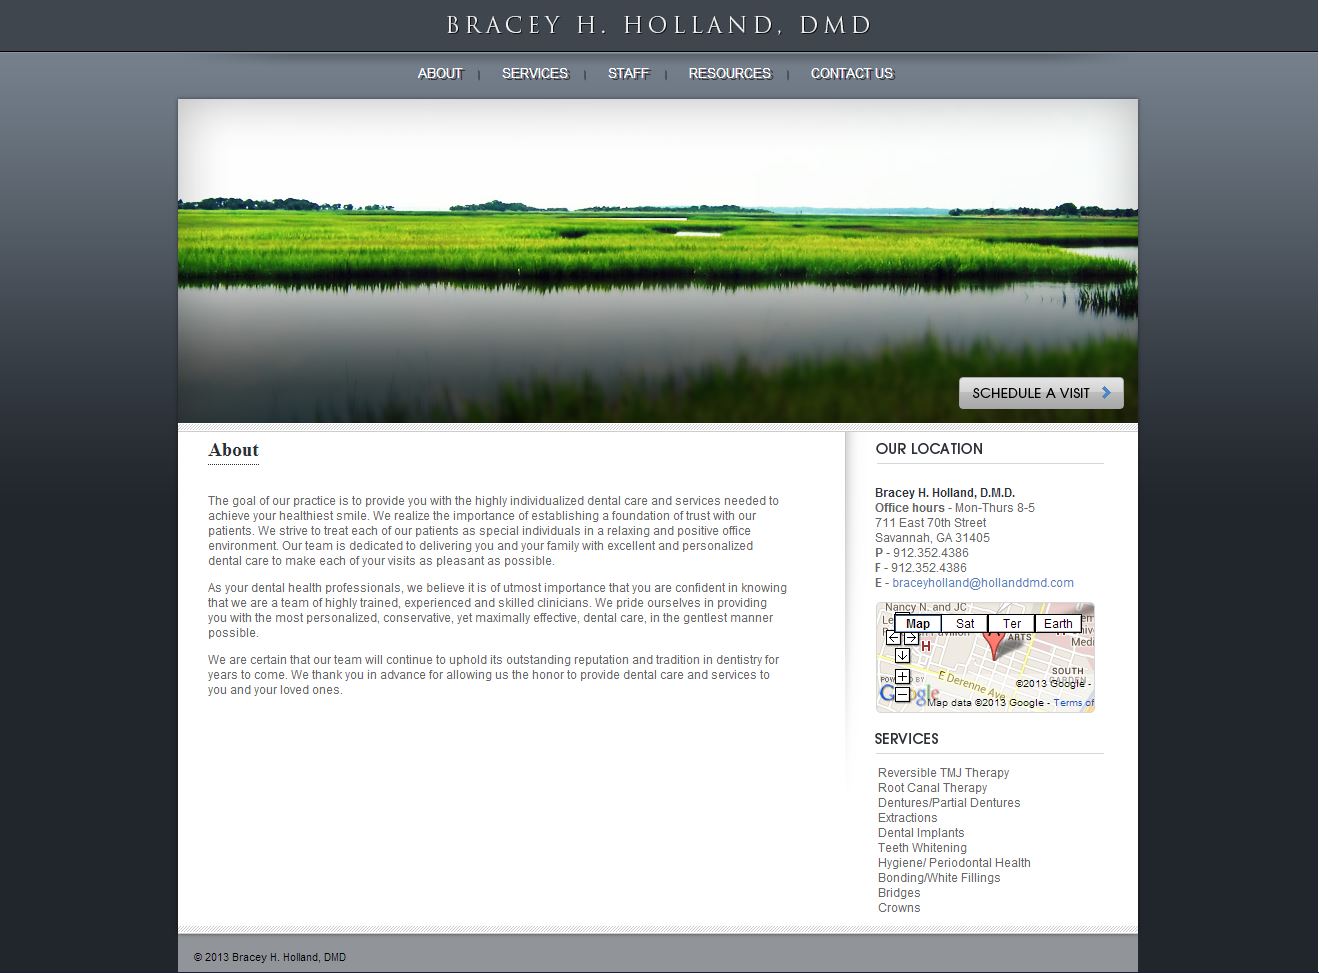 BRACEY H. HOLLAND, DMD
ABOUT | SERVICES | STAFF | RESOURCES | CONTACT US
SCHEDULE A VISIT
About
The goal of our practice is to provide you with the highly individualized dental care and services needed to
achieve your healthiest smile. We realize the importance of establishing a foundation of trust with our
patients. We strive to treat each of our patients as special individuals in a relaxing and positive office
environment. Our team is dedicated to delivering you and your family with excellent and personalized
dental care to make each of your visits as pleasant as possible.
As your dental health professionals, we believe it is of utmost importance that you are confident in knowing
that we are a team of highly trained, experienced and skilled clinicians. We pride ourselves in providing
you with the most personalized, conservative, yet maximally effective, dental care, in the gentlest manner
possible.
We are certain that our team will continue to uphold its outstanding reputation and tradition in dentistry for
years to come. We thank you in advance for allowing us the honor to provide dental care and services to
you and your loved ones.
OUR LOCATION
Bracey H. Holland, D.M.D.
Office hours - Mon-Thurs 8-5
711 East 70th Street
Savannah, GA 31405
P - 912.352.4386
F - 912.352.4386
E - braceyholland@hollanddmd.com
Nancy N. and JC
Map Sat Ter Earth
ARTS
H
SOUTH
E Derenne Ave
©2013 Google -
Google
Map data ©2013 Google - Terms of
SERVICES
Reversible TMJ Therapy
Root Canal Therapy
Dentures/Partial Dentures
Extractions
Dental Implants
Teeth Whitening
Hygiene/ Periodontal Health
Bonding/White Fillings
Bridges
Crowns
© 2013 Bracey H. Holland, DMD